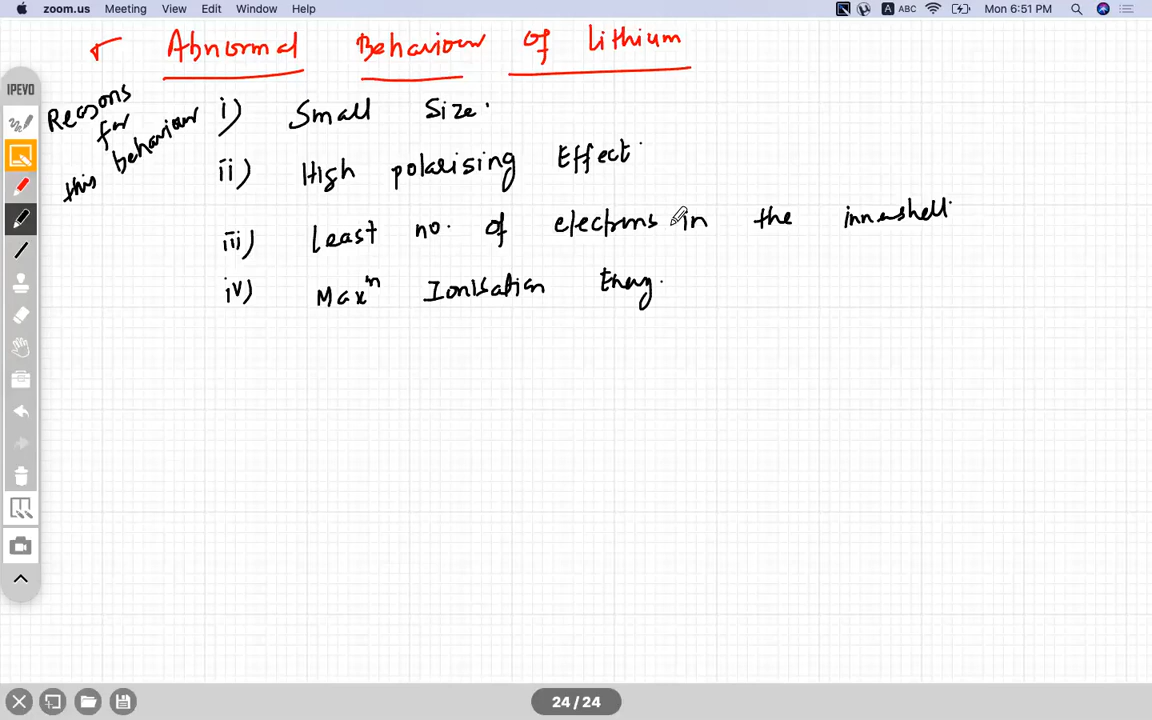 zoom.us Meeting View Edit Window Help ABC Mon 6:51 PM
IPEVO
Abnormal Behaviour of lithium
Reasons for this behaviour
i) Small Size.
ii) High polarising Effect.
iii) Least no. of electrons in the innershell.
iv) Maxm Ionisation
24 / 24